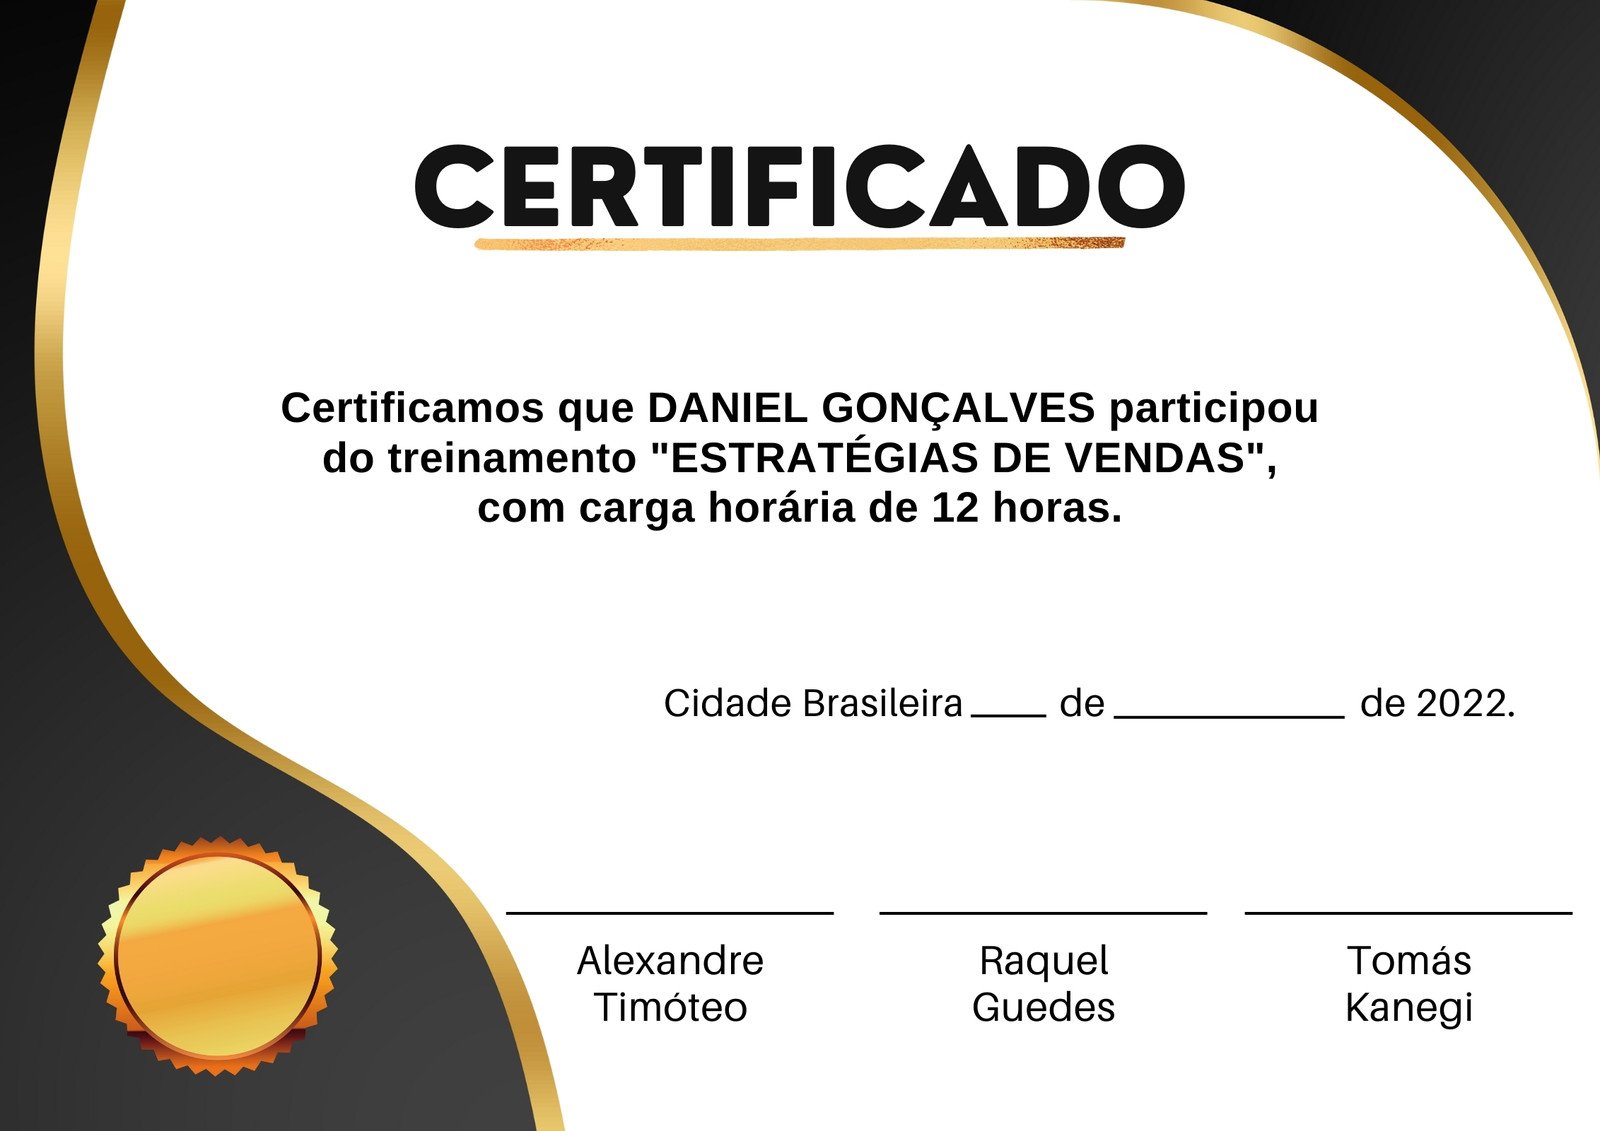 CERTIFICADO
Certificamos que DANIEL GONÇALVES participou
do treinamento "ESTRATÉGIAS DE VENDAS",
com carga horária de 12 horas.
Cidade Brasileira ____ de ____________ de 2022.
Alexandre Timóteo
Raquel Guedes
Tomás Kanegi